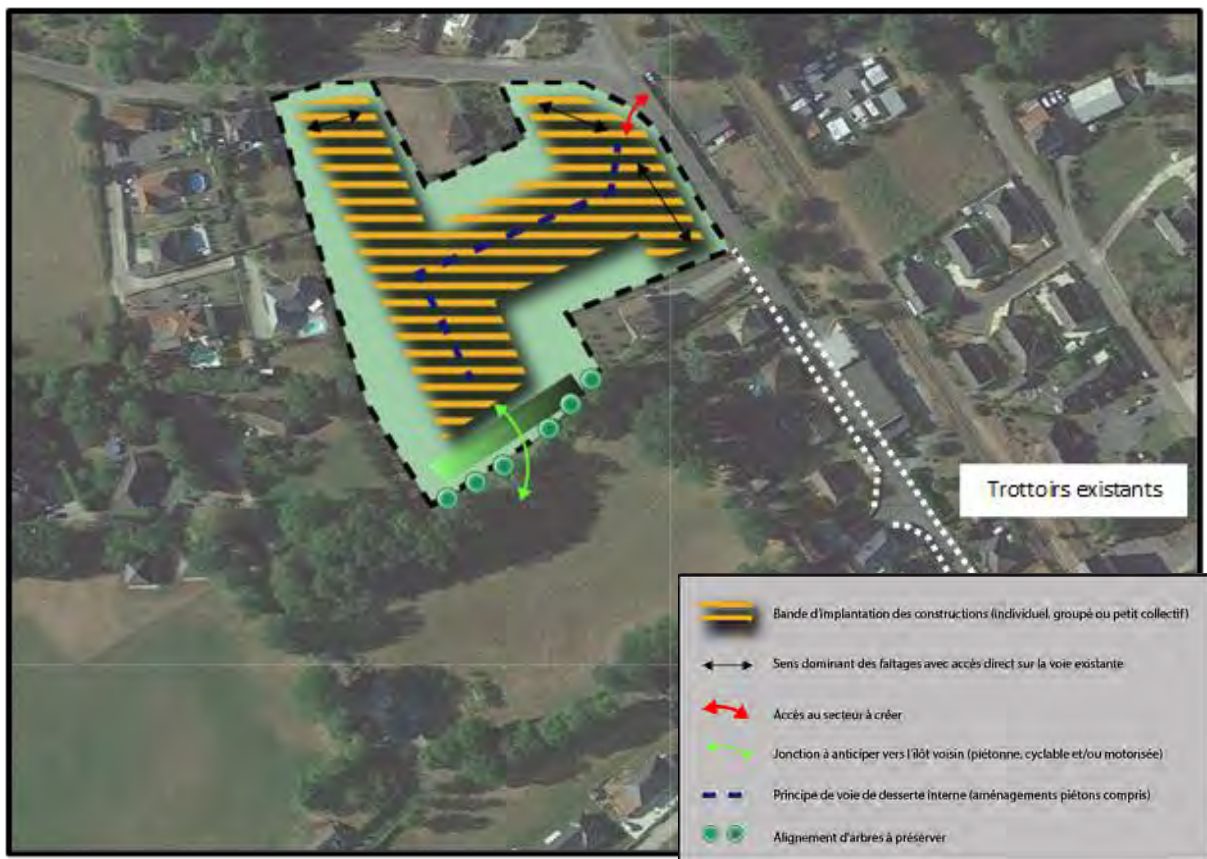 Trottoirs existants
Bande d'implantation des constructions (individuel, groupé ou petit collectif)
Sens dominant des faîtages avec accès direct sur la voie existante
Accès au secteur à créer
Jonction à anticiper vers l'îlôt voisin (piétonne, cyclable et/ou motorisée)
Principe de voie de desserte interne (aménagements piétons compris)
Alignement d'arbres à préserver